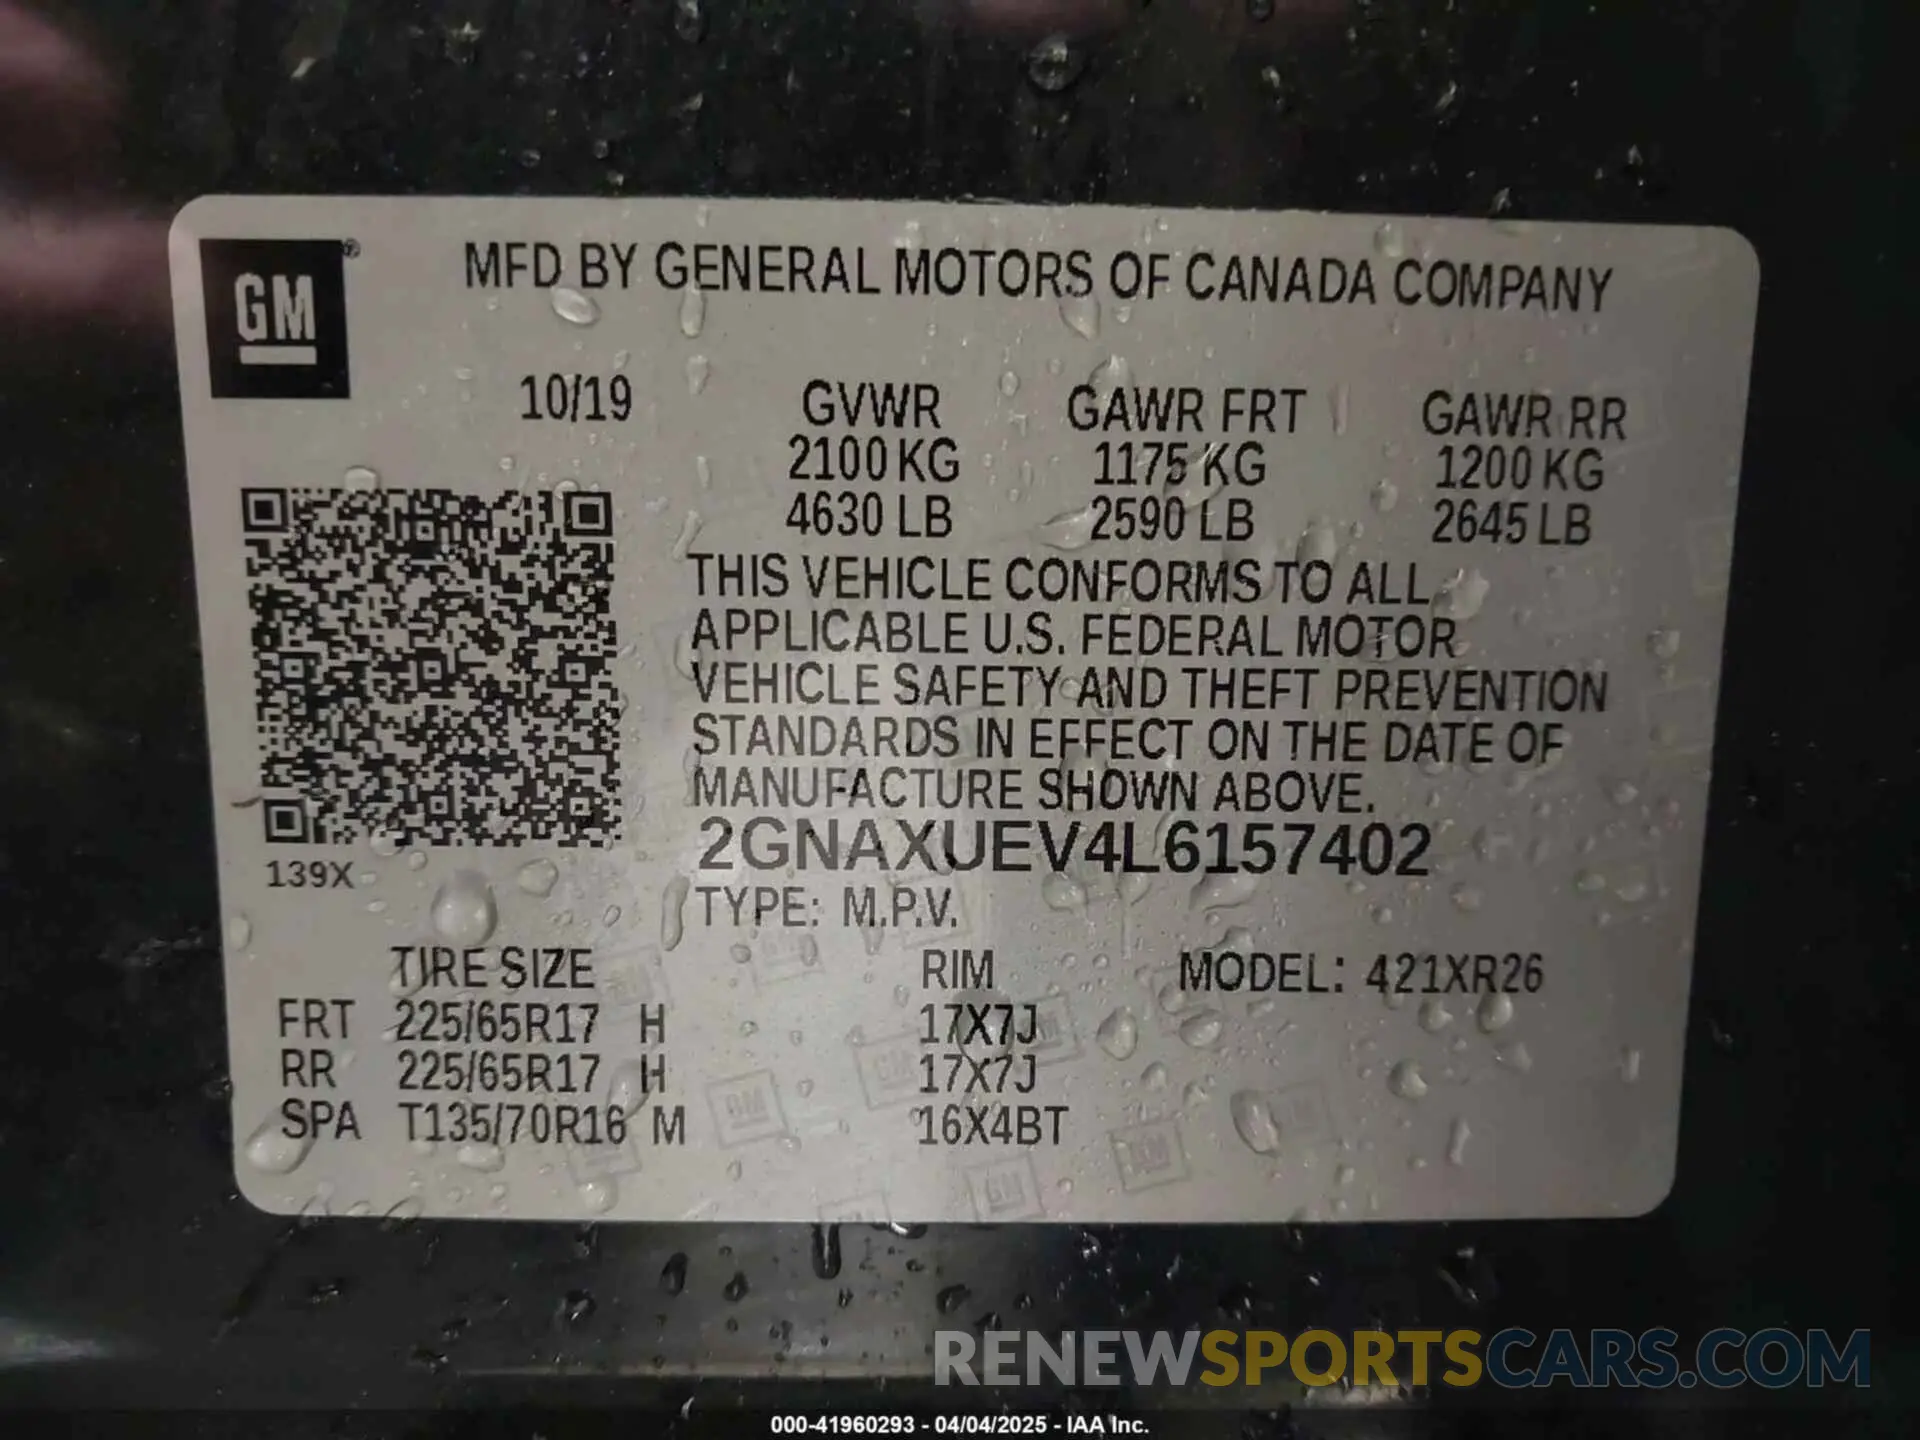 GM®
MFD BY GENERAL MOTORS OF CANADA COMPANY
10/19 GVWR GAWR FRT GAWR RR
2100 KG 1175 KG 1200 KG
4630 LB 2590 LB 2645 LB
THIS VEHICLE CONFORMS TO ALL
APPLICABLE U.S. FEDERAL MOTOR
VEHICLE SAFETY AND THEFT PREVENTION
STANDARDS IN EFFECT ON THE DATE OF
MANUFACTURE SHOWN ABOVE.
2GNAXUEV4L6157402
139X
TYPE: M.P.V.
TIRE SIZE RIM MODEL: 421XR26
FRT 225/65R17 H 17X7J
RR 225/65R17 H 17X7J
SPA T135/70R16 M 16X4BT
RENEWSPORTSCARS.COM
000-41960293 - 04/04/2025 - IAA Inc.